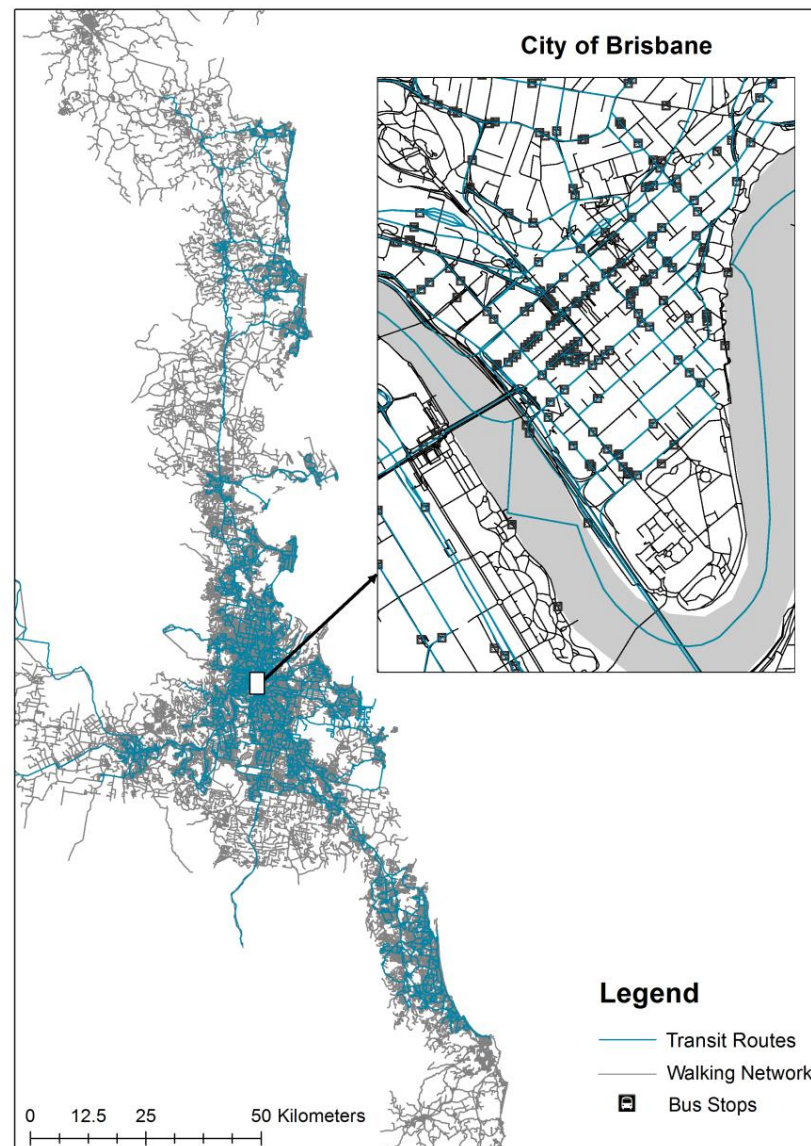 City of Brisbane
Legend
Transit Routes
Walking Network
Bus Stops
0 12.5 25 50 Kilometers